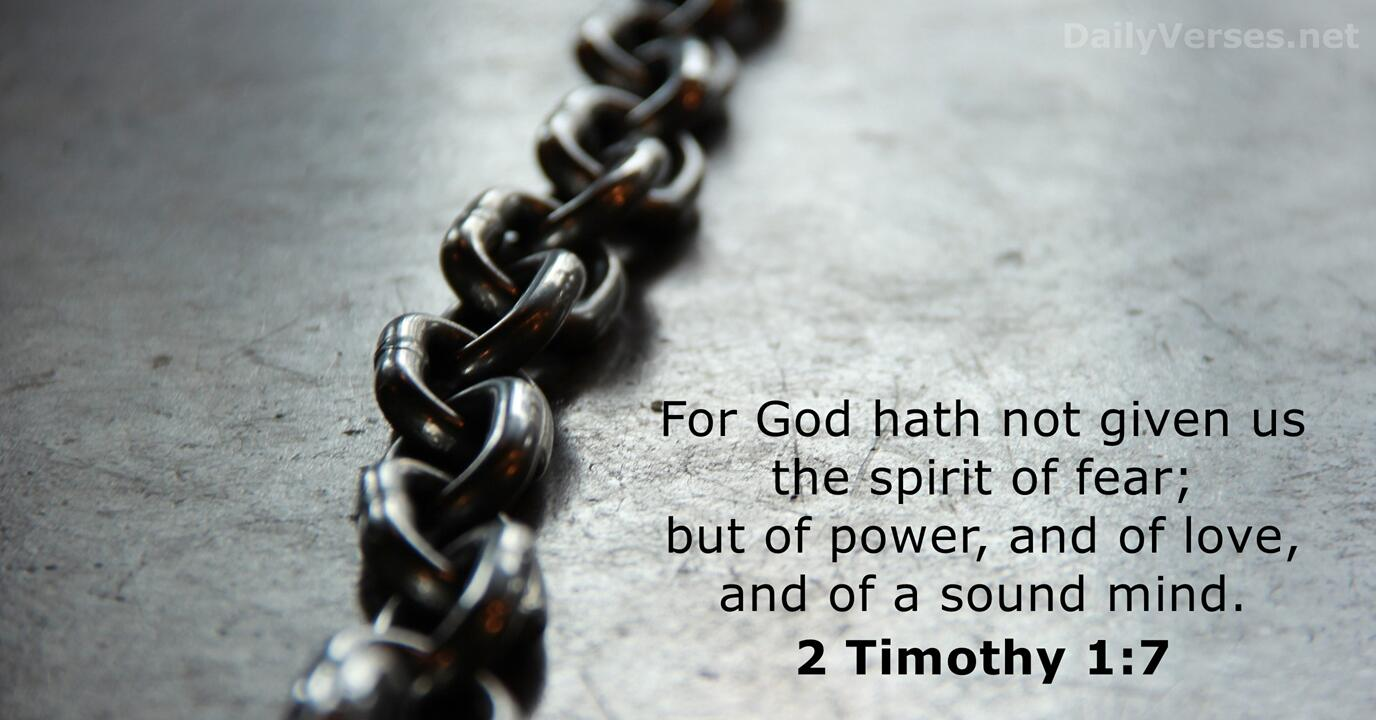 DailyVerses.net
For God hath not given us
the spirit of fear;
but of power, and of love,
and of a sound mind.
2 Timothy 1:7